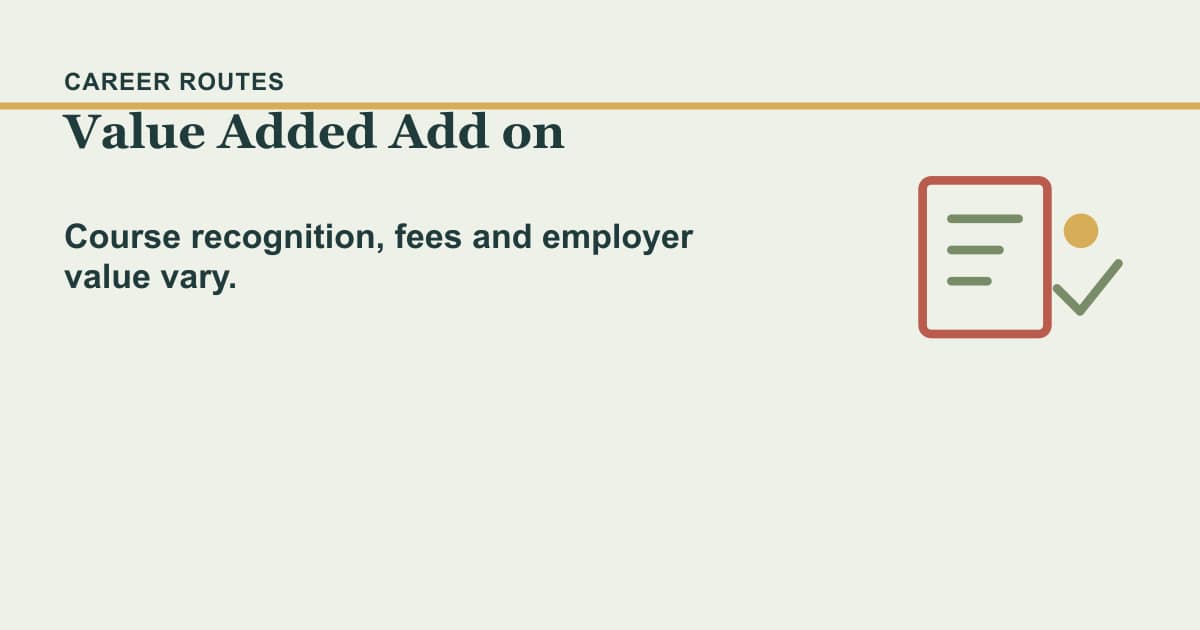 CAREER ROUTES
Value Added Add on
Course recognition, fees and employer
value vary.